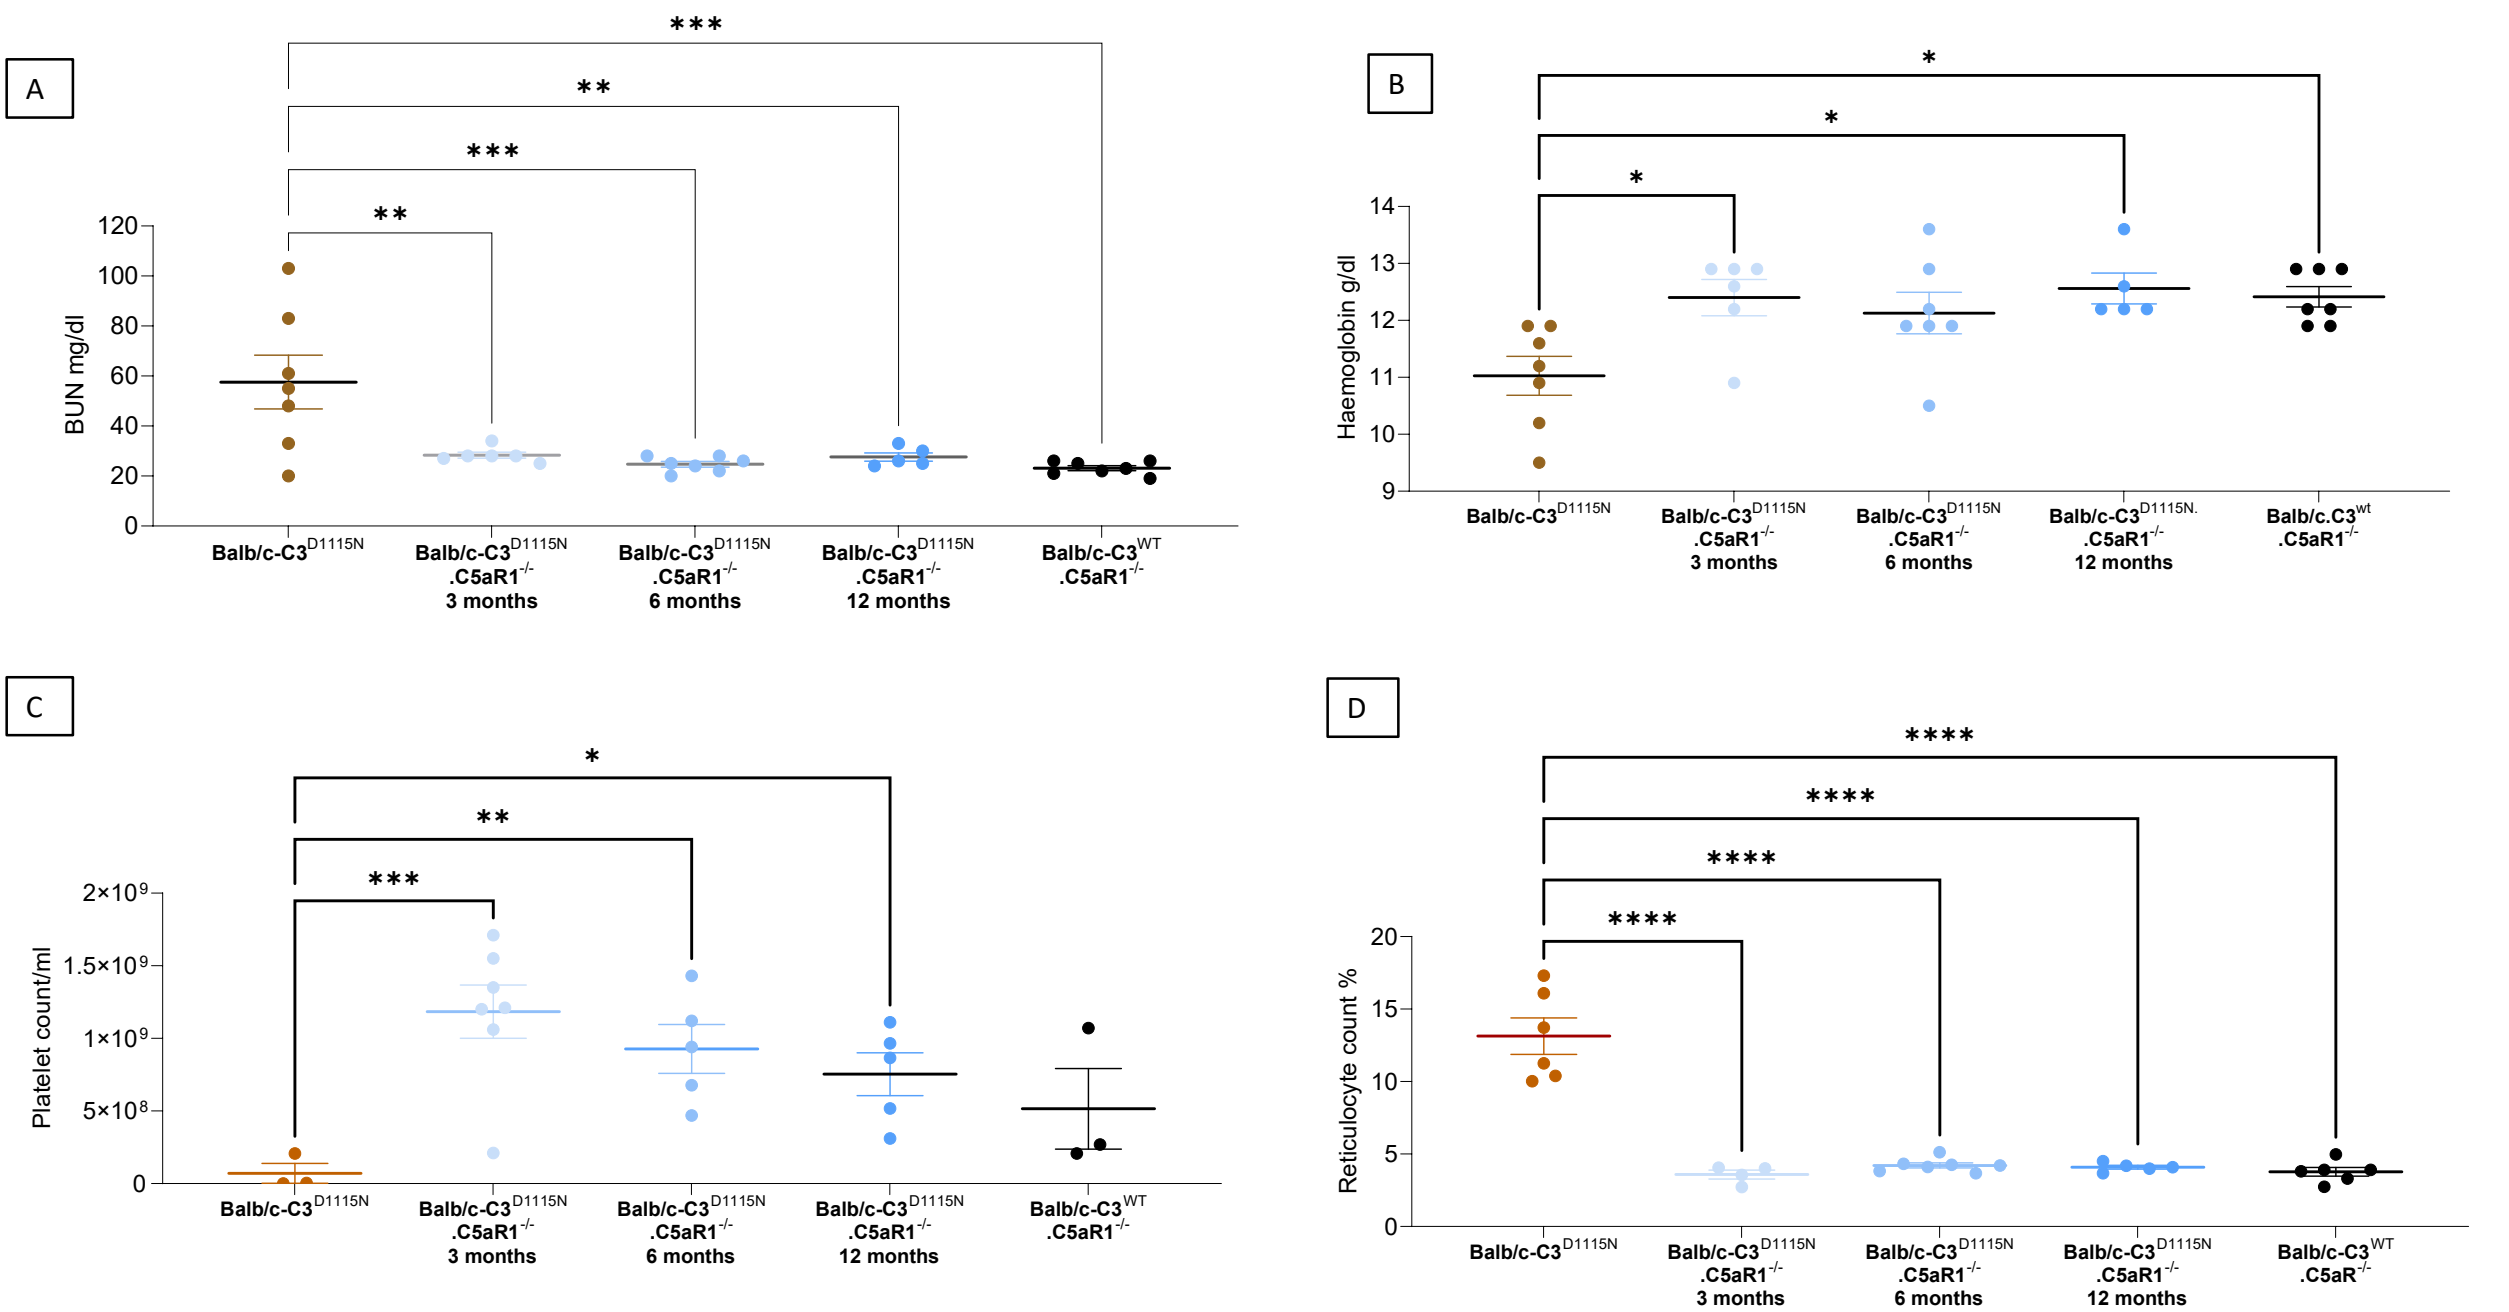 A
***
**
***
**
120
100
80
60
40
20
0
BUN mg/dl
Balb/c-C3D1115N
Balb/c-C3D1115N
.C5aR1-/-
3 months
Balb/c-C3D1115N
.C5aR1-/-
6 months
Balb/c-C3D1115N
.C5aR1-/-
12 months
Balb/c-C3WT
.C5aR1-/-
B
*
*
*
14
13
12
11
10
9
Haemoglobin g/dl
Balb/c-C3D1115N
Balb/c-C3D1115N
.C5aR1-/-
3 months
Balb/c-C3D1115N
.C5aR1-/-
6 months
Balb/c-C3D1115N.
.C5aR1-/-
12 months
Balb/c.C3wt
.C5aR1-/-
C
*
**
***
2×10⁹
1.5×10⁹
1×10⁹
5×10⁸
0
Platelet count/ml
Balb/c-C3D1115N
Balb/c-C3D1115N
.C5aR1-/-
3 months
Balb/c-C3D1115N
.C5aR1-/-
6 months
Balb/c-C3D1115N
.C5aR1-/-
12 months
Balb/c-C3WT
.C5aR1-/-
D
****
****
****
****
20
15
10
5
0
Reticulocyte count %
Balb/c-C3D1115N
Balb/c-C3D1115N
.C5aR1-/-
3 months
Balb/c-C3D1115N
.C5aR1-/-
6 months
Balb/c-C3D1115N
.C5aR1-/-
12 months
Balb/c-C3WT
.C5aR-/-